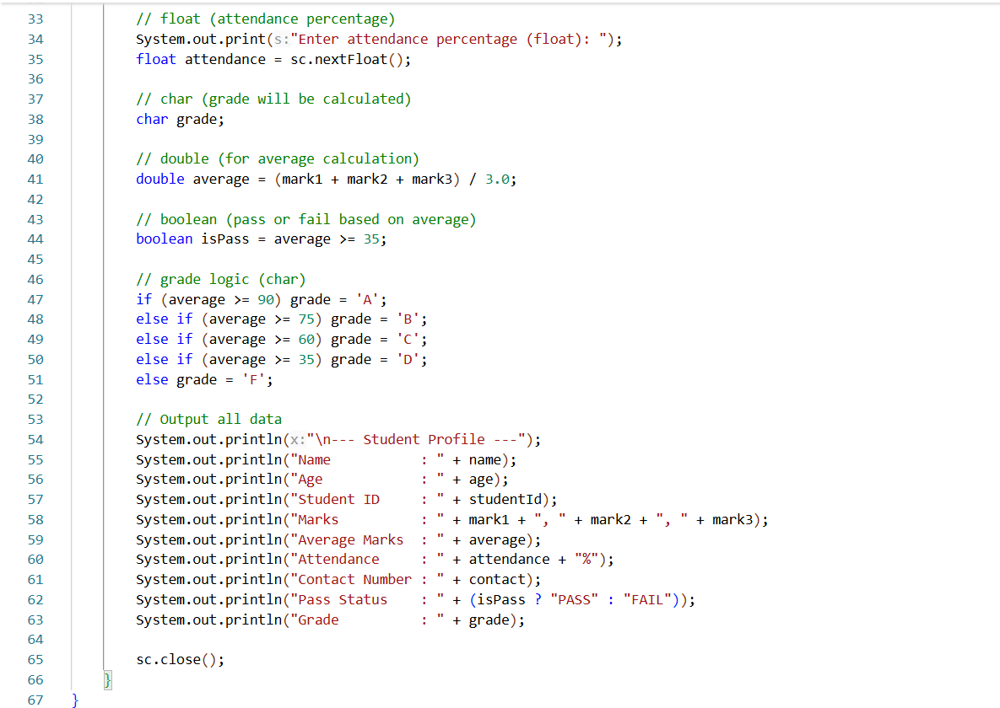 33 // float (attendance percentage)
34 System.out.print(s:"Enter attendance percentage (float): ");
35 float attendance = sc.nextFloat();
36
37 // char (grade will be calculated)
38 char grade;
39
40 // double (for average calculation)
41 double average = (mark1 + mark2 + mark3) / 3.0;
42
43 // boolean (pass or fail based on average)
44 boolean isPass = average >= 35;
45
46 // grade logic (char)
47 if (average >= 90) grade = 'A';
48 else if (average >= 75) grade = 'B';
49 else if (average >= 60) grade = 'C';
50 else if (average >= 35) grade = 'D';
51 else grade = 'F';
52
53 // Output all data
54 System.out.println(x:"\n--- Student Profile ---");
55 System.out.println("Name           : " + name);
56 System.out.println("Age            : " + age);
57 System.out.println("Student ID     : " + studentId);
58 System.out.println("Marks          : " + mark1 + ", " + mark2 + ", " + mark3);
59 System.out.println("Average Marks  : " + average);
60 System.out.println("Attendance     : " + attendance + "%");
61 System.out.println("Contact Number : " + contact);
62 System.out.println("Pass Status    : " + (isPass ? "PASS" : "FAIL"));
63 System.out.println("Grade          : " + grade);
64
65 sc.close();
66 }
67 }